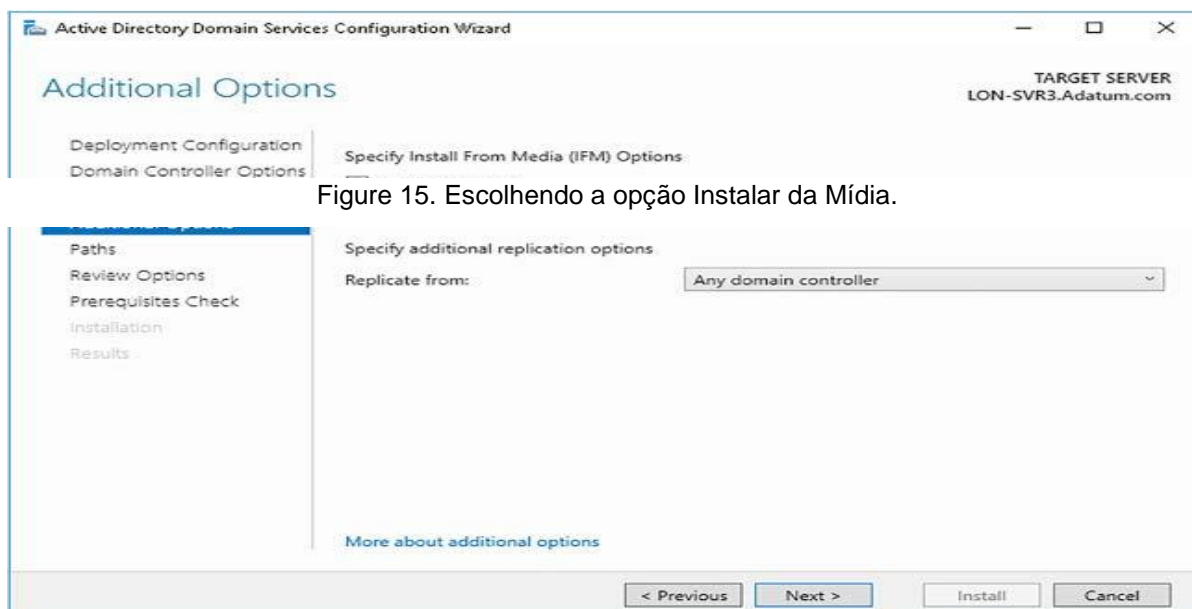 Active Directory Domain Services Configuration Wizard
Additional Options
TARGET SERVER
LON-SVR3.Adatum.com
Deployment Configuration
Domain Controller Options
Specify Install From Media (IFM) Options
Figure 15. Escolhendo a opção Instalar da Mídia.
Paths
Review Options
Prerequisites Check
Installation
Results
Specify additional replication options
Replicate from:
Any domain controller
More about additional options
< Previous
Next >
Install
Cancel